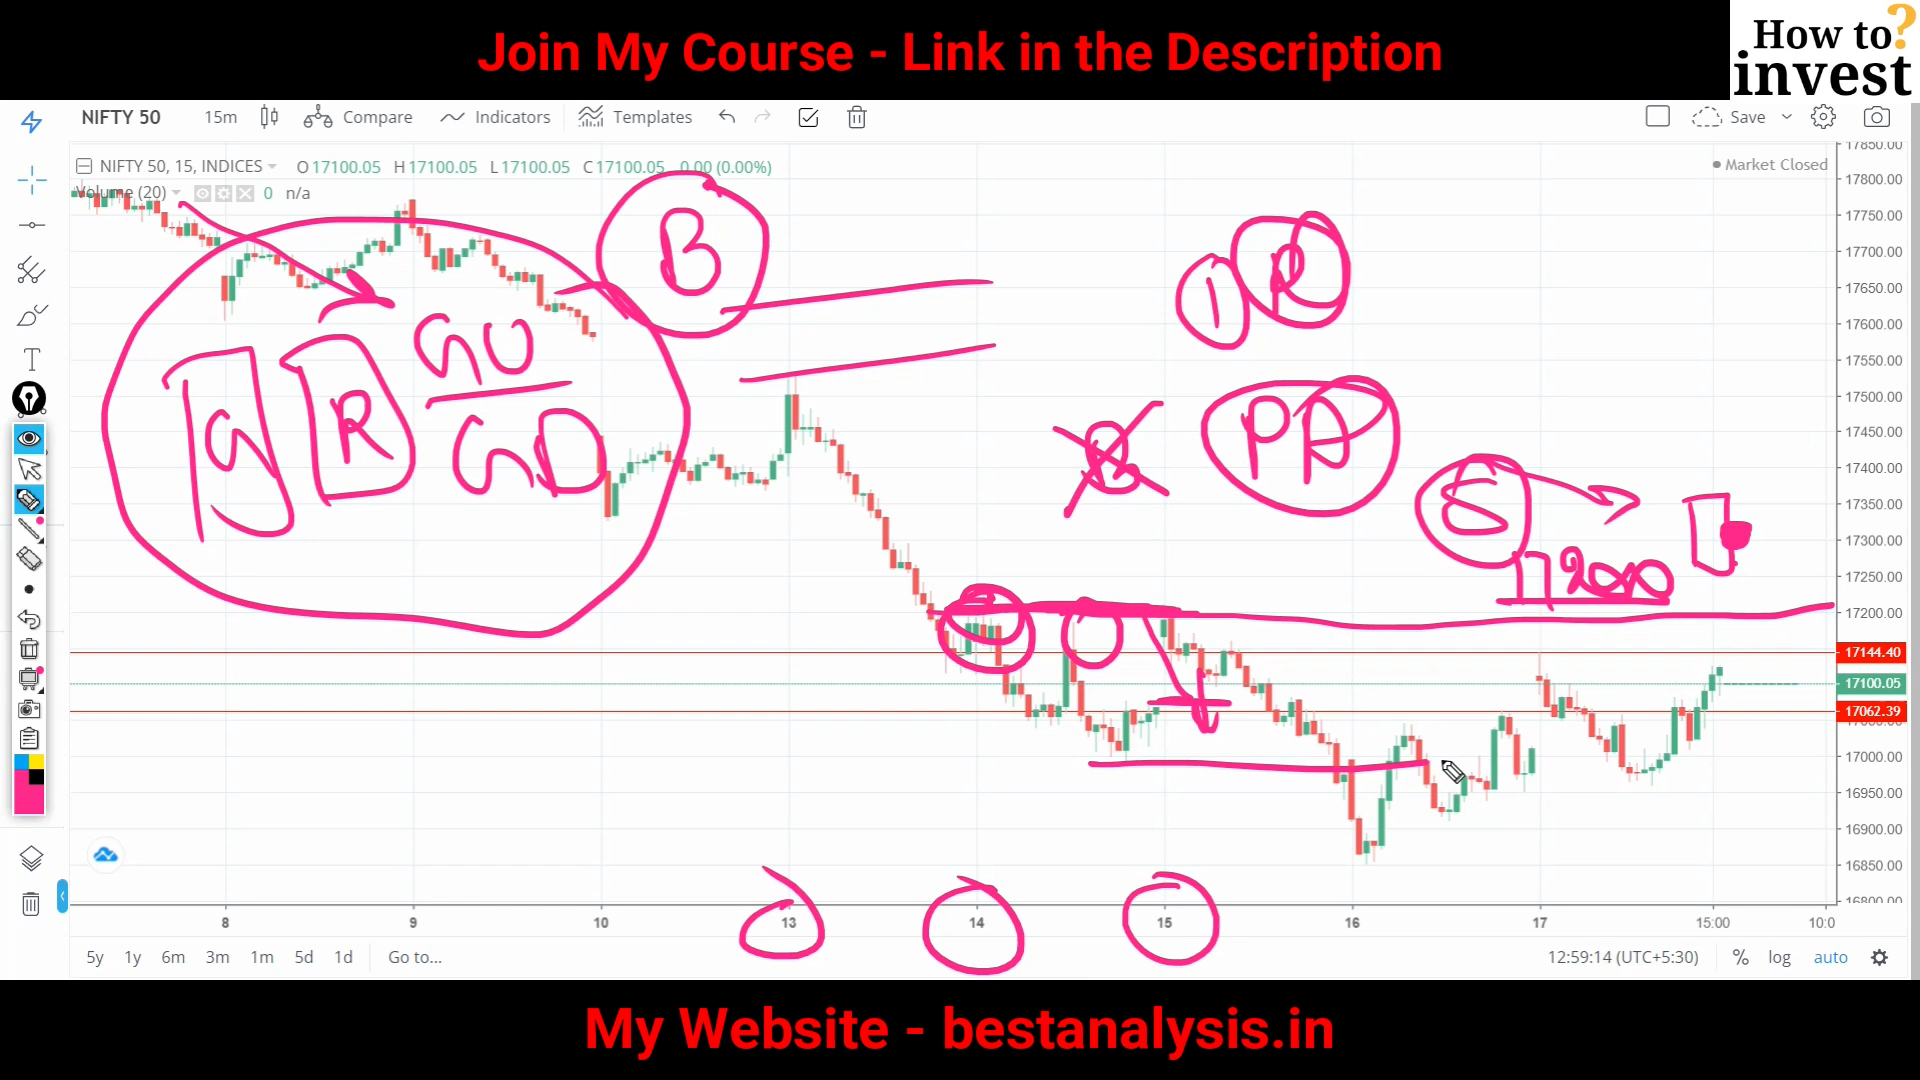 Join My Course - Link in the Description
How to?
invest
NIFTY 50 15m Compare Indicators Templates Save
NIFTY 50, 15, INDICES O17100.05 H17100.05 L17100.05 C17100.05 0.00 (0.00%)
Market Closed
Volume (20) 0 n/a
17850.00
17800.00
17750.00
17700.00
17650.00
17600.00
17550.00
17500.00
17450.00
17400.00
17350.00
17300.00
17250.00
17200.00
17144.40
17100.05
17062.39
17000.00
16950.00
16900.00
16850.00
16800.00
B
1 P
G R GU
GD
PA
S
17200
T
8 9 10 13 14 15 16 17 15:00 10:0
5y 1y 6m 3m 1m 5d 1d Go to... 12:59:14 (UTC+5:30) % log auto
My Website - bestanalysis.in